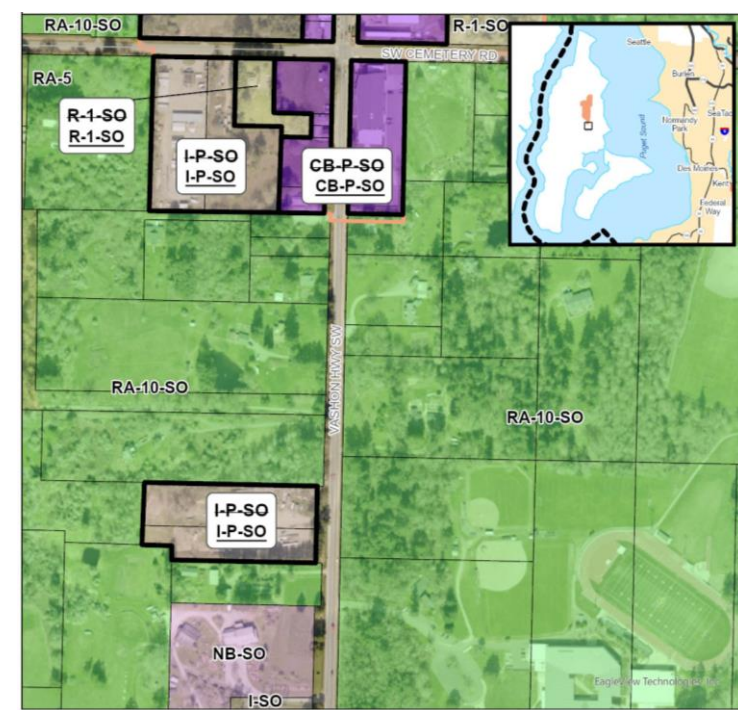 RA-10-SO
R-1-SO
SW CEMETERY RD
RA-5
R-1-SO
R-1-SO
I-P-SO
I-P-SO
CB-P-SO
CB-P-SO
Seattle
Burien
Normandy
Park
SeaTac
Puget Sound
Des Moines
Kent
Federal
Way
VASHON HWY SW
RA-10-SO
RA-10-SO
I-P-SO
I-P-SO
NB-SO
I-SO
Eagleview Technologies, Inc.